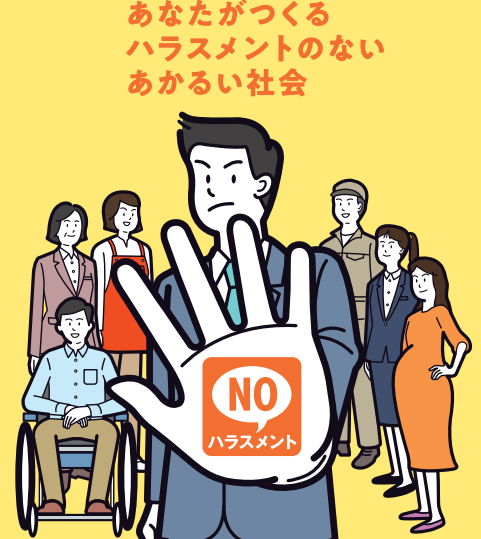 あなたがつくる
ハラスメントのない
あかるい社会
NO
ハラスメント